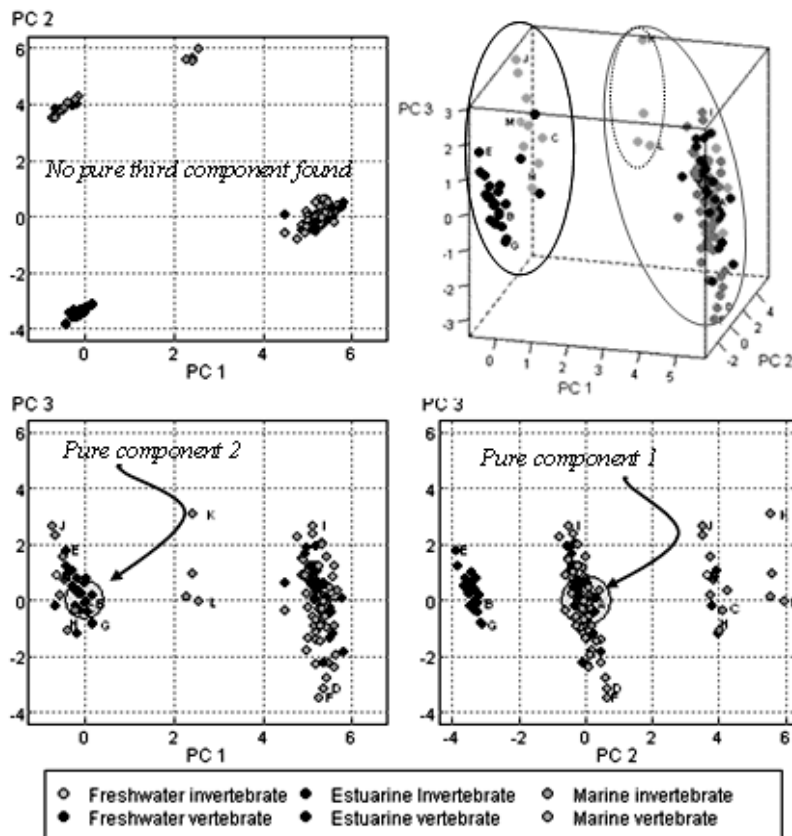 PC 2
6
4
2
0
-2
-4
No pure third component found
0 2 4 6
PC 1
PC 3
3
2
1
0
-1
-2
-3
J
M
C
E
B
G
L
I
D
0 1 2 3 4 5
PC 1
-2 0 2 4
PC 2
PC 3
6
4
2
0
-2
-4
Pure component 2
J
E
K
I
B
L
H
G
D
F
0 2 4 6
PC 1
PC 3
6
4
2
0
-2
-4
Pure component 1
K
I
J
E
B
C
L
H
G
D
F
-4 -2 0 2 4 6
PC 2
Freshwater invertebrate Estuarine Invertebrate Marine invertebrate
Freshwater vertebrate Estuarine vertebrate Marine vertebrate